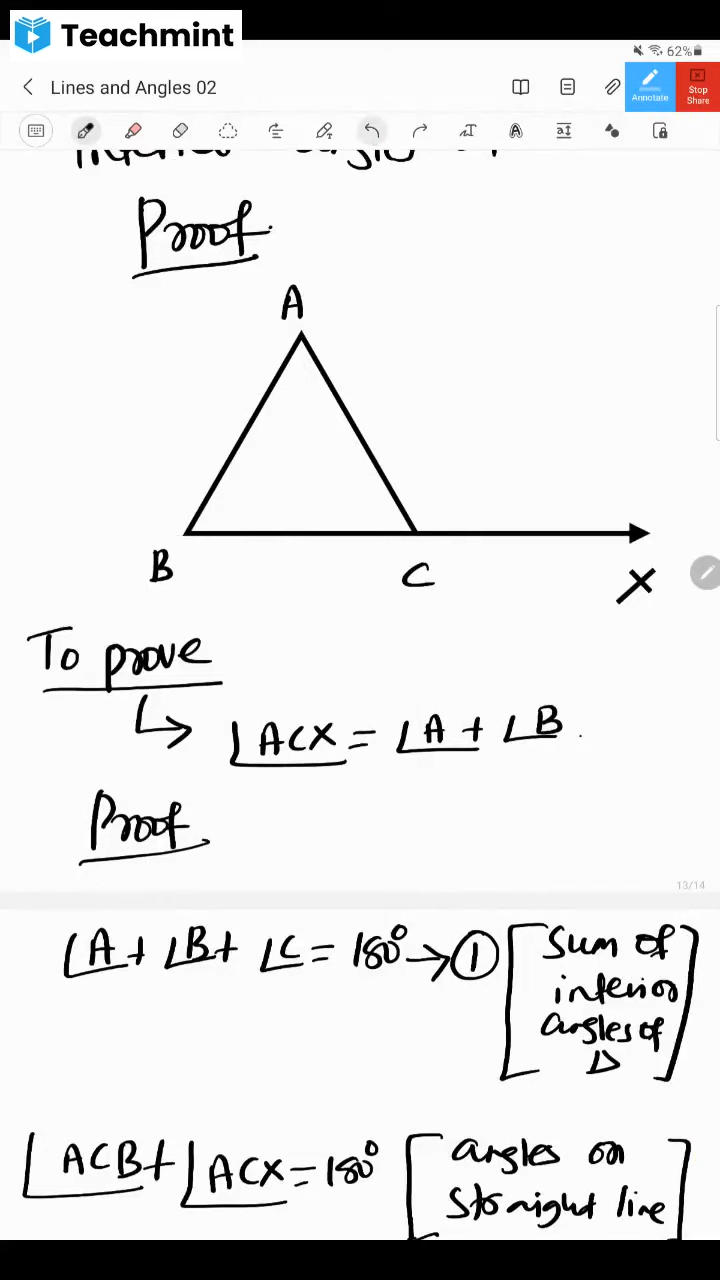 Teachmint
62%
Lines and Angles 02
Annotate
Stop
Share
Proof
A
B
C
X
To prove
↳ ∠ACX = ∠A + ∠B.
Proof
13/14
∠A + ∠B + ∠C = 180° → ① [Sum of
interior
angles of
Δ]
∠ACB + ∠ACX = 180° [angles on
straight line]